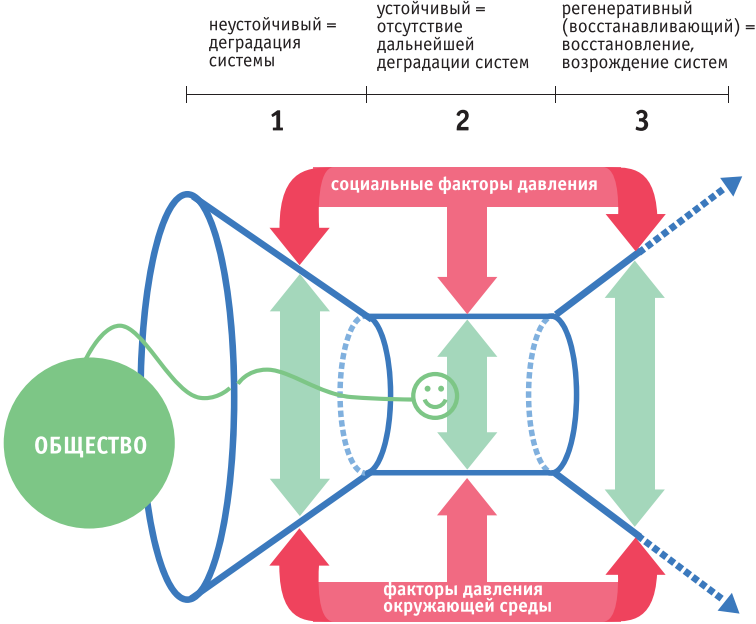 неустойчивый =
деградация
системы
устойчивый =
отсутствие
дальнейшей
деградации систем
регенеративный
(восстанавливающий) =
восстановление,
возрождение систем
1
2
3
социальные факторы давления
ОБЩЕСТВО
факторы давления
окружающей среды